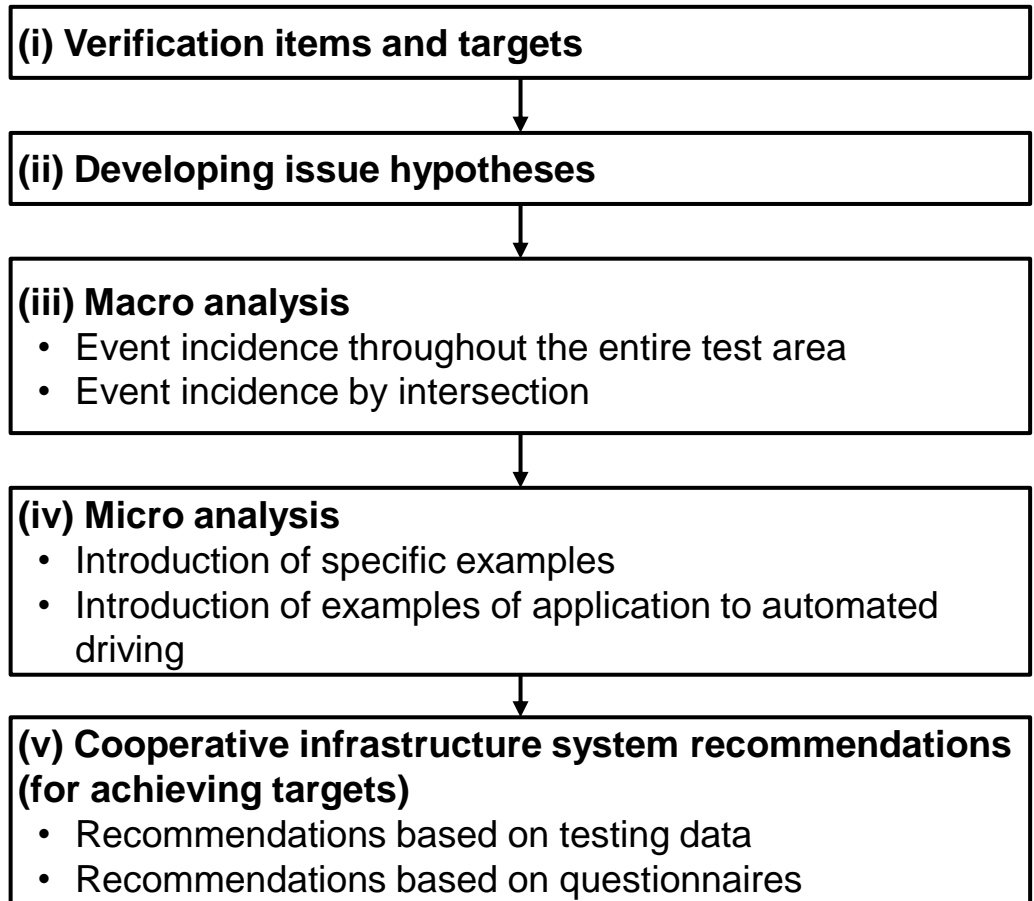 (i) Verification items and targets
(ii) Developing issue hypotheses
(iii) Macro analysis
• Event incidence throughout the entire test area
• Event incidence by intersection
(iv) Micro analysis
• Introduction of specific examples
• Introduction of examples of application to automated
driving
(v) Cooperative infrastructure system recommendations
(for achieving targets)
• Recommendations based on testing data
• Recommendations based on questionnaires